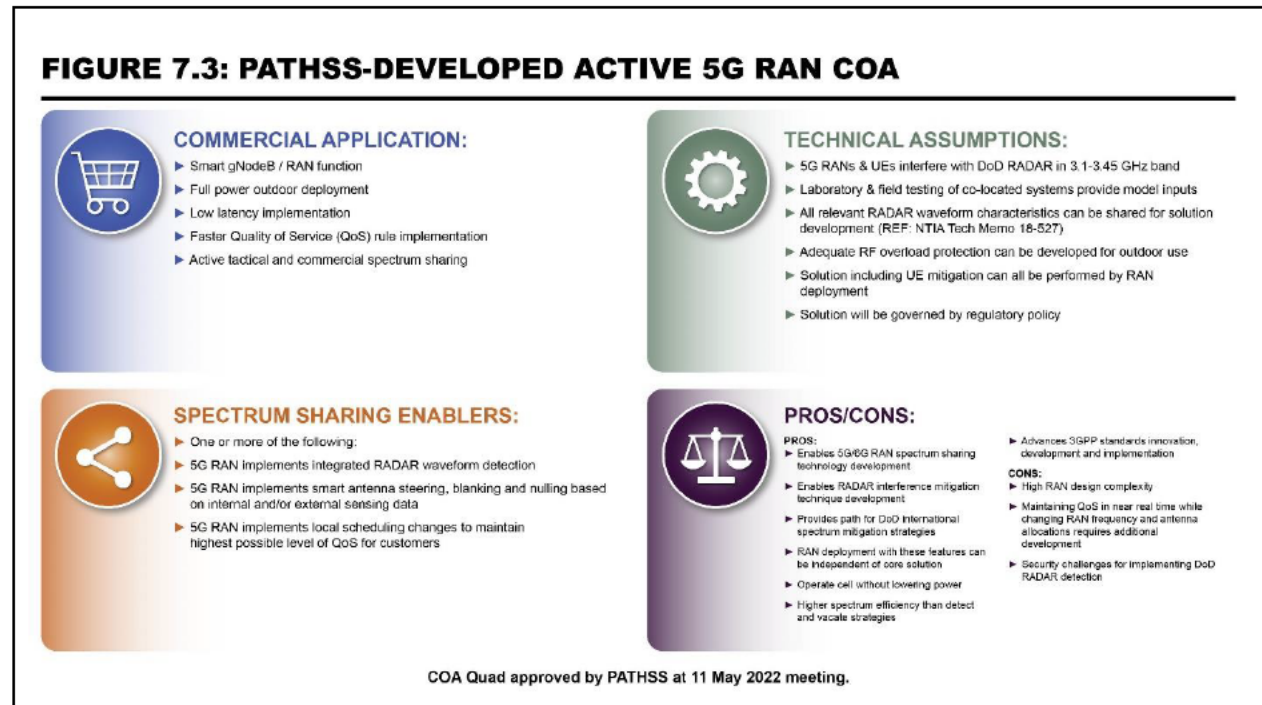 FIGURE 7.3: PATHSS-DEVELOPED ACTIVE 5G RAN COA
COMMERCIAL APPLICATION:
► Smart gNodeB / RAN function
► Full power outdoor deployment
► Low latency implementation
► Faster Quality of Service (QoS) rule implementation
► Active tactical and commercial spectrum sharing
TECHNICAL ASSUMPTIONS:
► 5G RANs & UEs interfere with DoD RADAR in 3.1-3.45 GHz band
► Laboratory & field testing of co-located systems provide model inputs
► All relevant RADAR waveform characteristics can be shared for solution
development (REF: NTIA Tech Memo 18-527)
► Adequate RF overload protection can be developed for outdoor use
► Solution including UE mitigation can all be performed by RAN
deployment
► Solution will be governed by regulatory policy
SPECTRUM SHARING ENABLERS:
► One or more of the following:
► 5G RAN implements integrated RADAR waveform detection
► 5G RAN implements smart antenna steering, blanking and nulling based
on internal and/or external sensing data
► 5G RAN implements local scheduling changes to maintain
highest possible level of QoS for customers
PROS/CONS:
PROS:
► Enables 5G/6G RAN spectrum sharing
technology development
► Enables RADAR interference mitigation
technique development
► Provides path for DoD International
spectrum mitigation strategies
► RAN deployment with these features can
be independent of core solution
► Operate cell without lowering power
► Higher spectrum efficiency than detect
and vacate strategies
► Advances 3GPP standards innovation,
development and implementation
CONS:
► High RAN design complexity
► Maintaining QoS in near real time while
changing RAN frequency and antenna
allocations requires additional
development
► Security challenges for implementing DoD
RADAR detection
COA Quad approved by PATHSS at 11 May 2022 meeting.